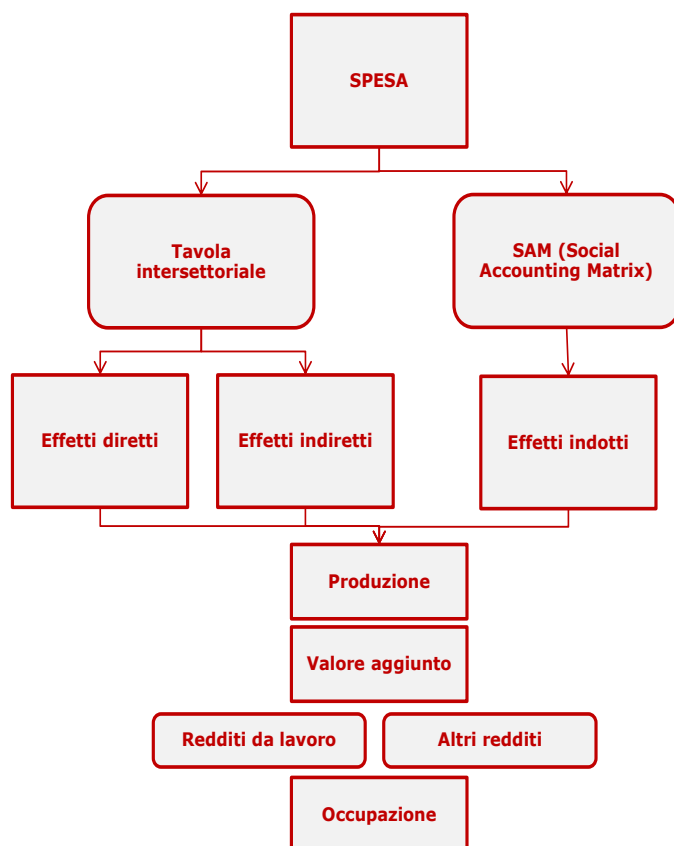 SPESA
Tavola
intersettoriale
SAM (Social
Accounting Matrix)
Effetti diretti
Effetti indiretti
Effetti indotti
Produzione
Valore aggiunto
Redditi da lavoro
Altri redditi
Occupazione